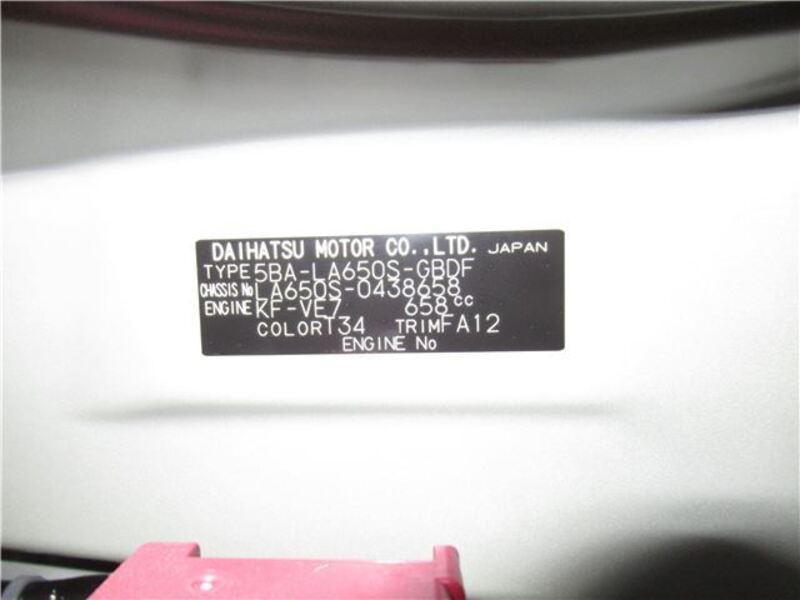 DAIHATSU MOTOR CO.,LTD. JAPAN
TYPE 5BA-LA650S-GBDF
CHASSIS No LA650S-0438658
ENGINE KF-VE7 658cc
COLOR T34 TRIM FA12
ENGINE No